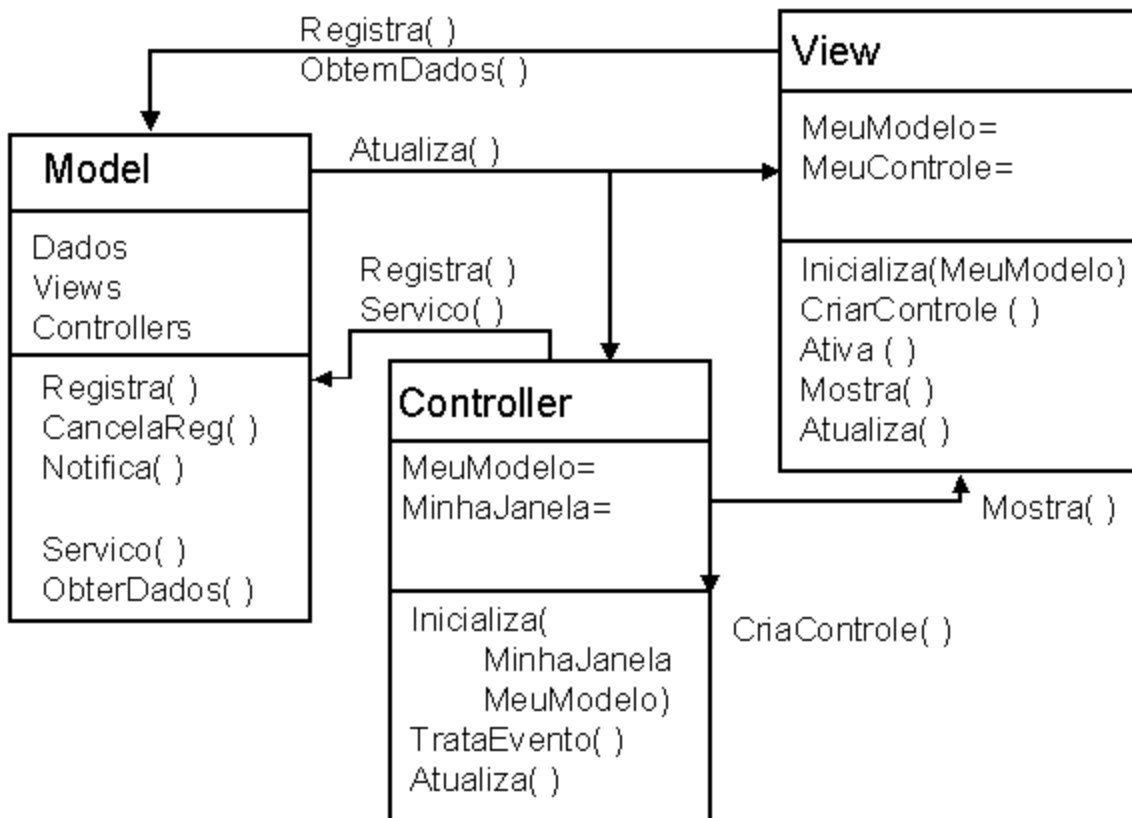 Registra( )
ObtemDados( )
View
MeuModelo=
MeuControle=
Inicializa(MeuModelo)
CriarControle ( )
Ativa ( )
Mostra( )
Atualiza( )
Model
Dados
Views
Controllers
Registra( )
CancelaReg( )
Notifica( )
Servico( )
ObterDados( )
Atualiza( )
Registra( )
Servico( )
Controller
MeuModelo=
MinhaJanela=
Inicializa(
MinhaJanela
MeuModelo)
TrataEvento( )
Atualiza( )
Mostra( )
CriaControle( )